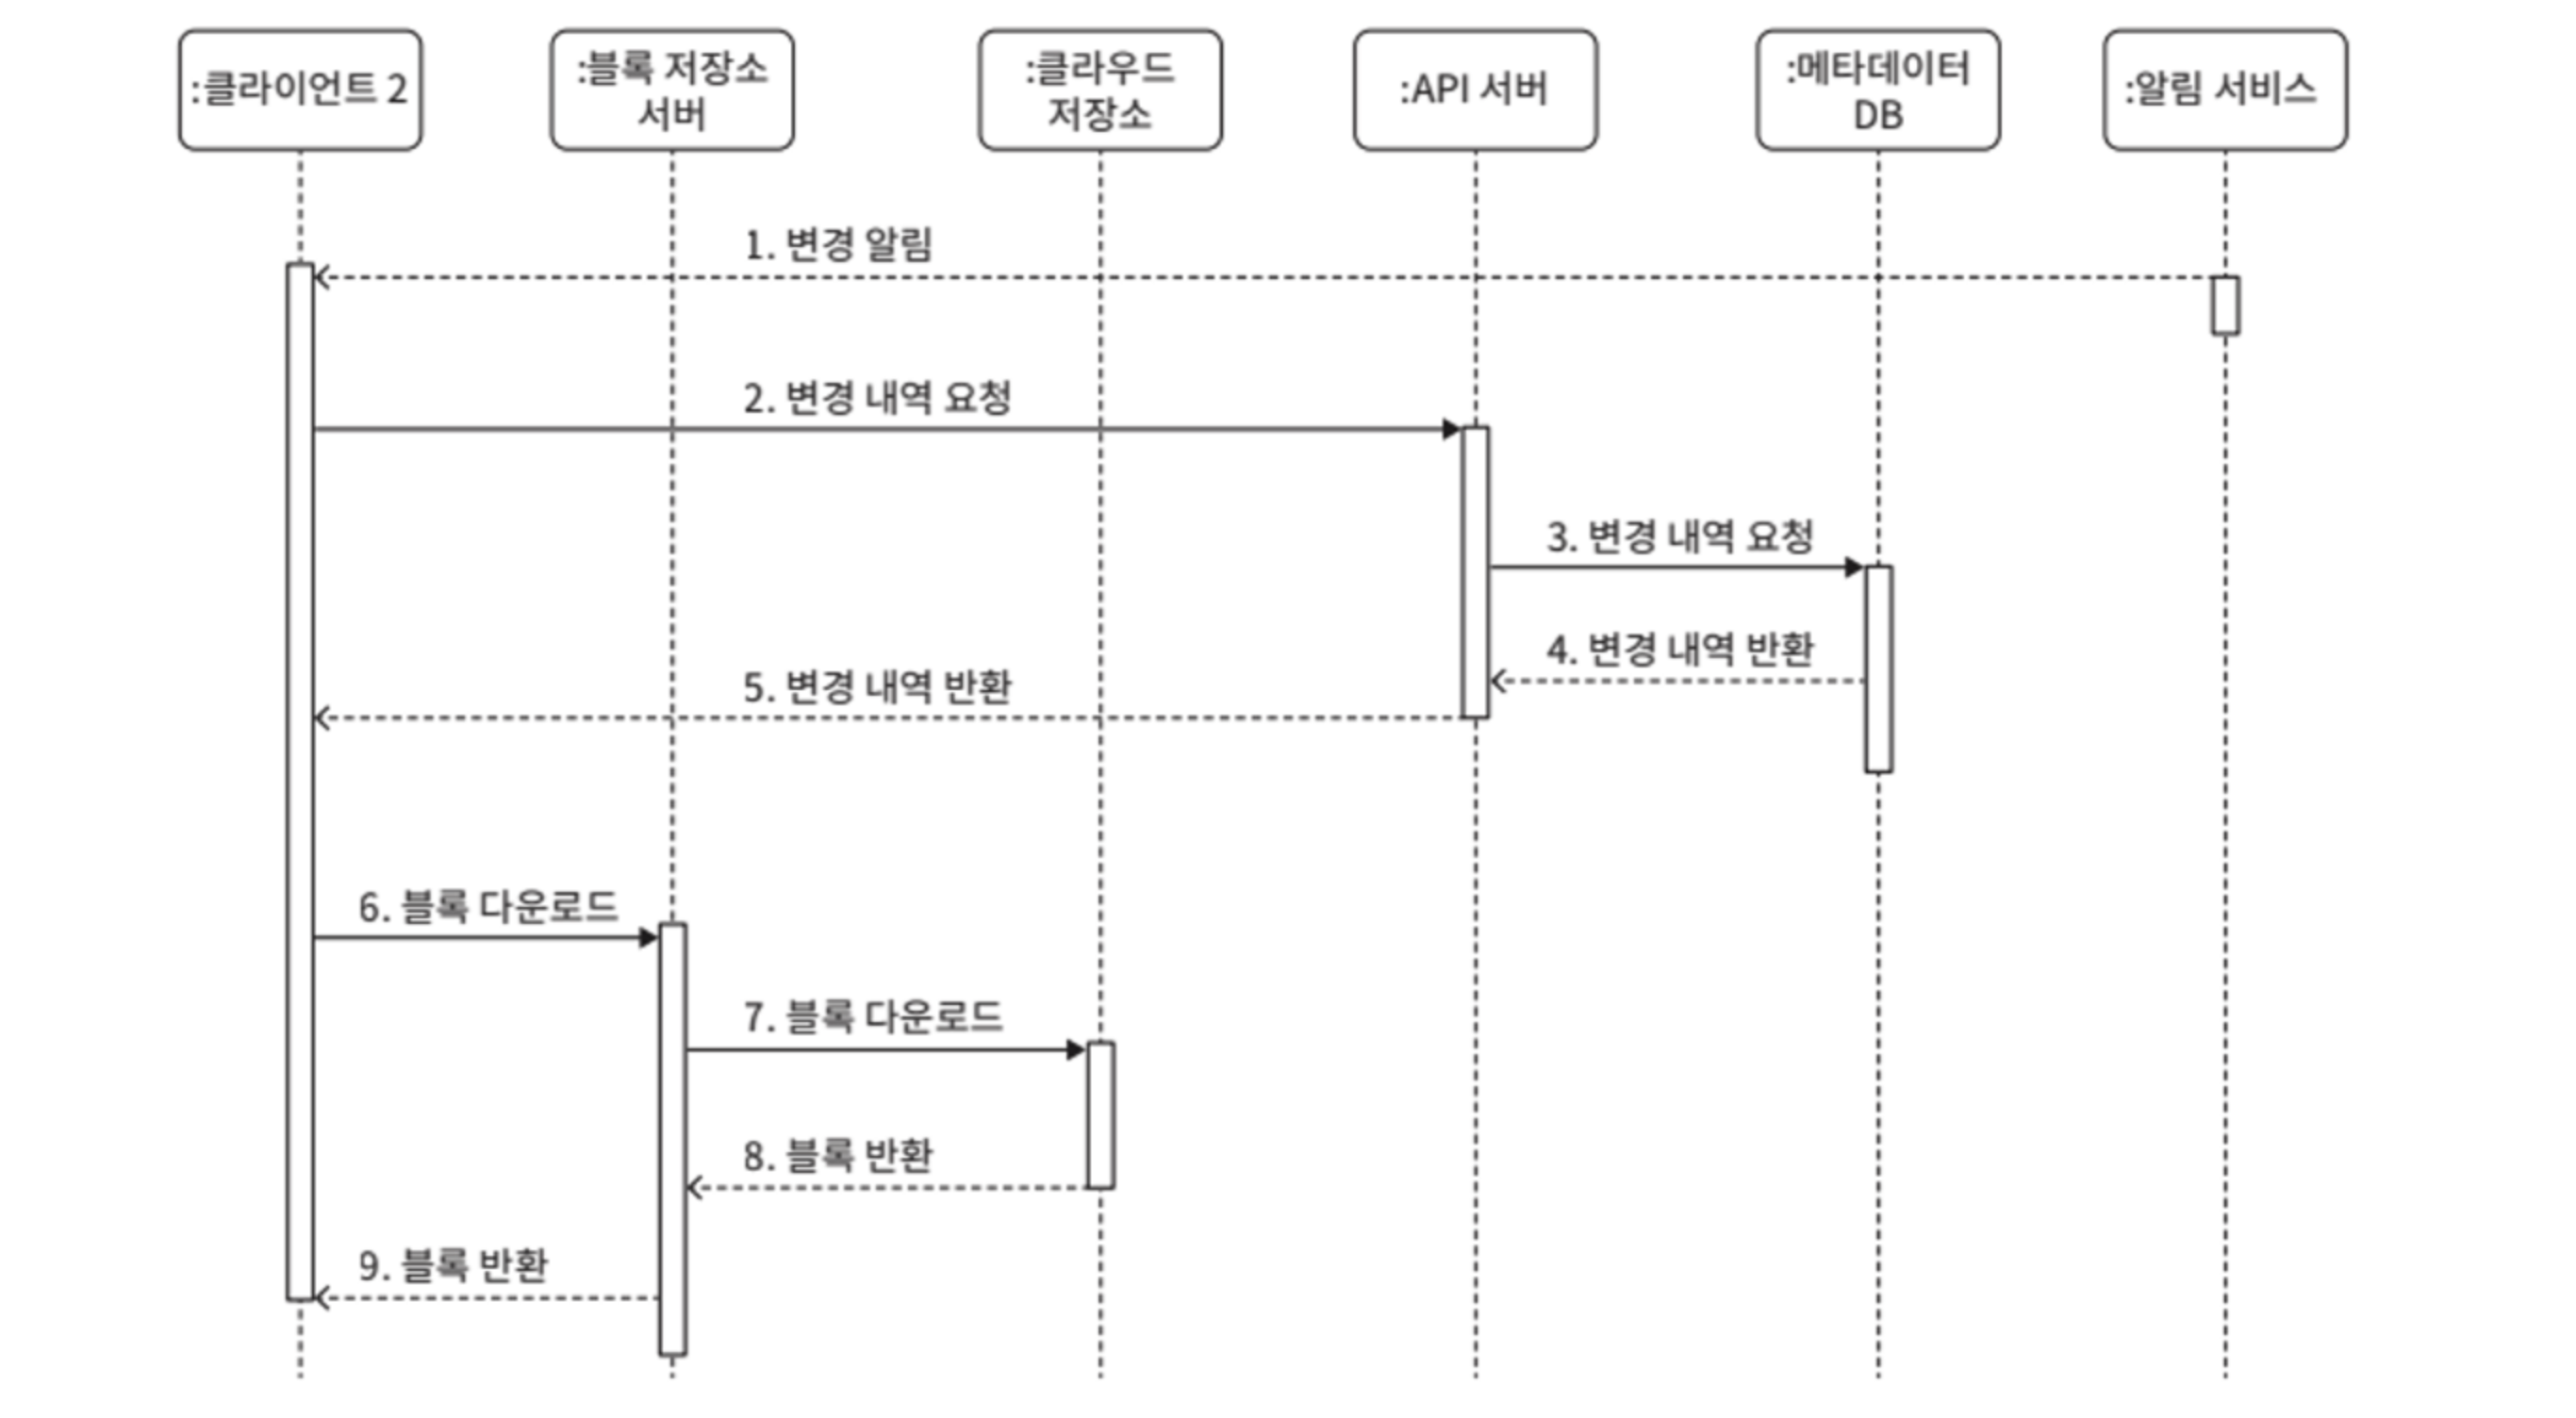 :클라이언트 2
:블록 저장소
서버
:클라우드
저장소
:API 서버
:메타데이터
DB
:알림 서비스
1. 변경 알림
2. 변경 내역 요청
3. 변경 내역 요청
4. 변경 내역 반환
5. 변경 내역 반환
6. 블록 다운로드
7. 블록 다운로드
8. 블록 반환
9. 블록 반환